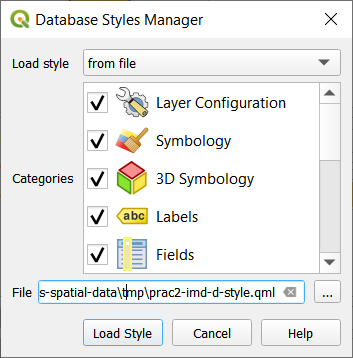 Database Styles Manager
Load style
from file
Layer Configuration
Symbology
3D Symbology
Categories
abc
Labels
Fields
File
s-spatial-data\tmp\prac2-imd-d-style.qml
...
Load Style
Cancel
Help